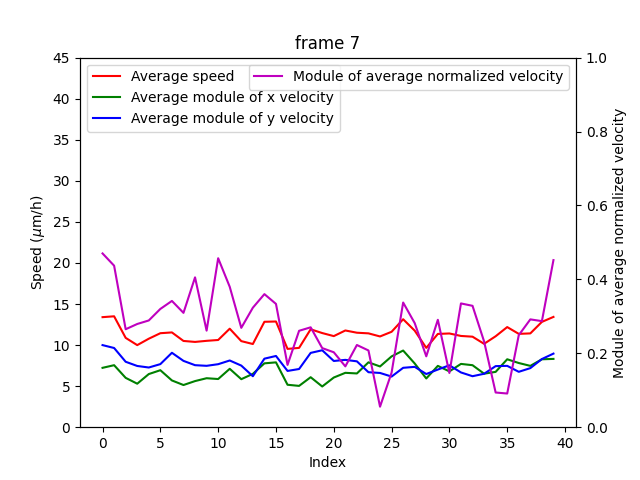 frame 7
Average speed
Average module of x velocity
Average module of y velocity
Module of average normalized velocity
Speed (μm/h)
45
40
35
30
25
20
15
10
5
0
1.0
0.8
0.6
0.4
0.2
0.0
Module of average normalized velocity
0 5 10 15 20 25 30 35 40
Index